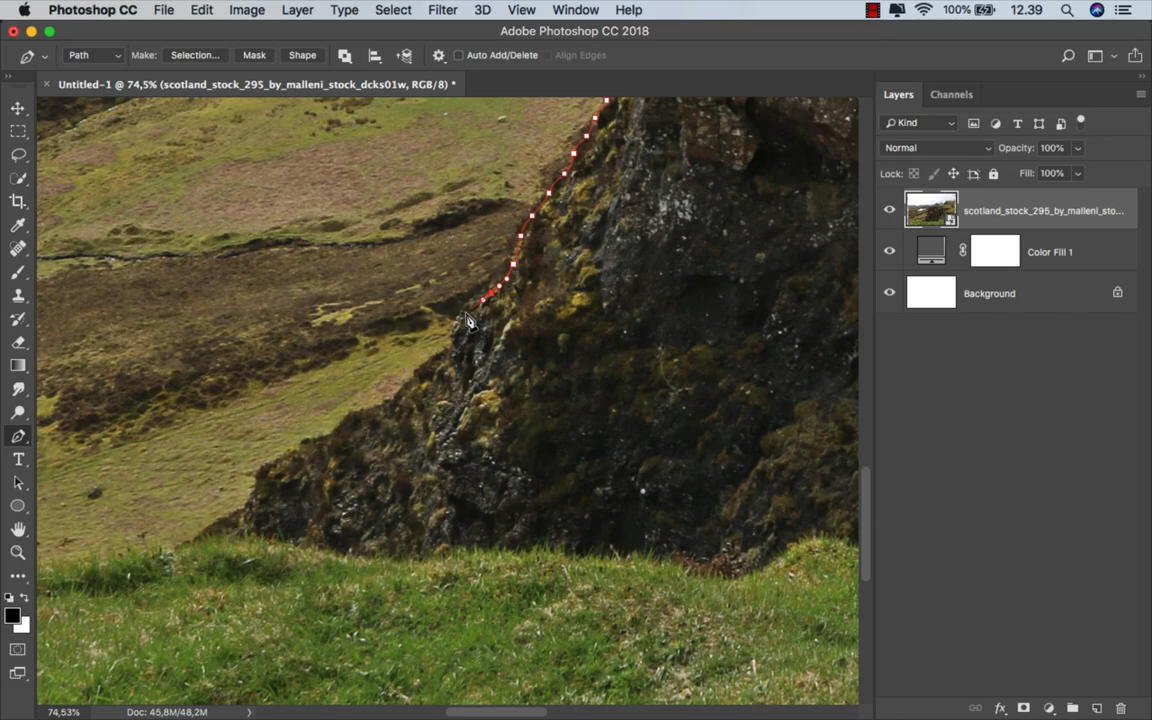 Photoshop CC File Edit Image Layer Type Select Filter 3D View Window Help 100% 12.39
Adobe Photoshop CC 2018
Path Make: Selection... Mask Shape Auto Add/Delete Align Edges
Untitled-1 @ 74,5% (scotland_stock_295_by_malleni_stock_dcks01w, RGB/8) *
Layers Channels
Kind
Normal Opacity: 100%
Lock: Fill: 100%
scotland_stock_295_by_malleni_sto...
Color Fill 1
Background
74,53% Doc: 45,8M/48,2M